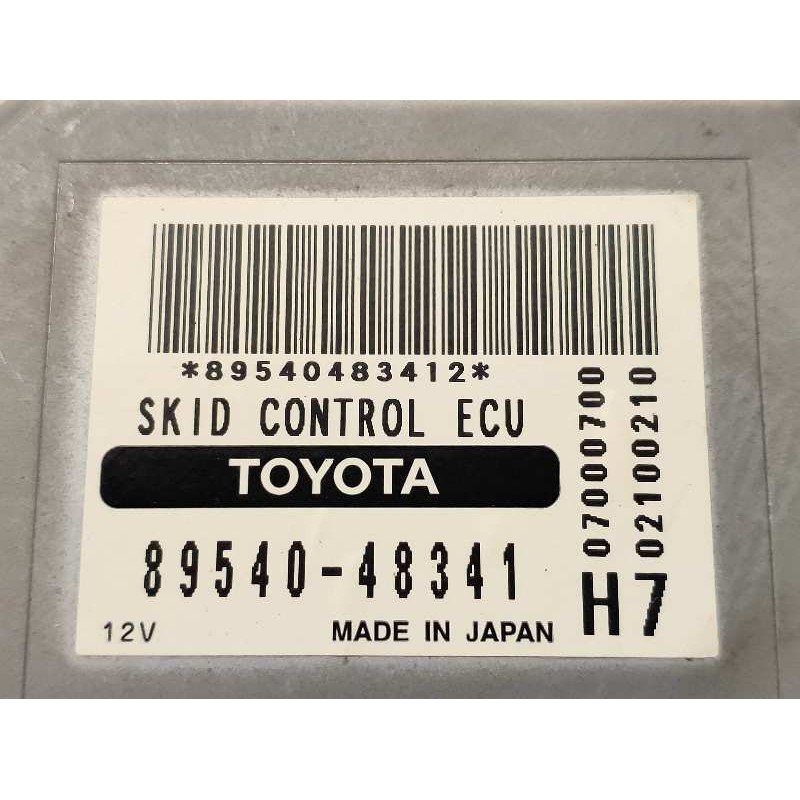 *89540483412*
SKID CONTROL ECU
TOYOTA
89540-48341
12V
MADE IN JAPAN
07000700
02100210
H7